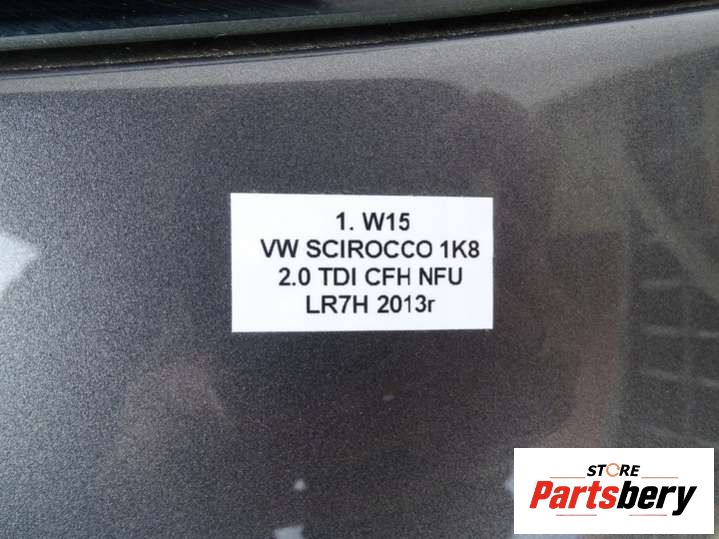 1. W15
VW SCIROCCO 1K8
2.0 TDI CFH NFU
LR7H 2013r
STORE
Partsbery